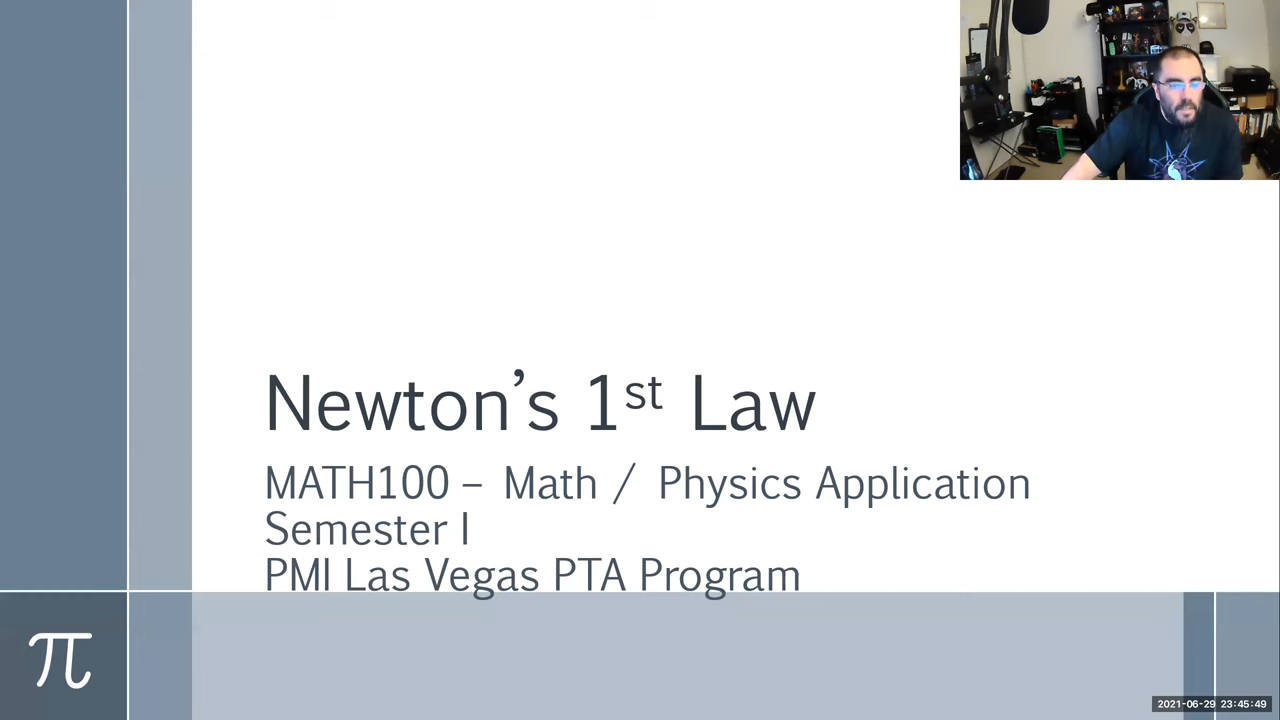 Newton’s 1st Law
MATH100 – Math / Physics Application
Semester I
PMI Las Vegas PTA Program
π
2021-06-29 23:45:49